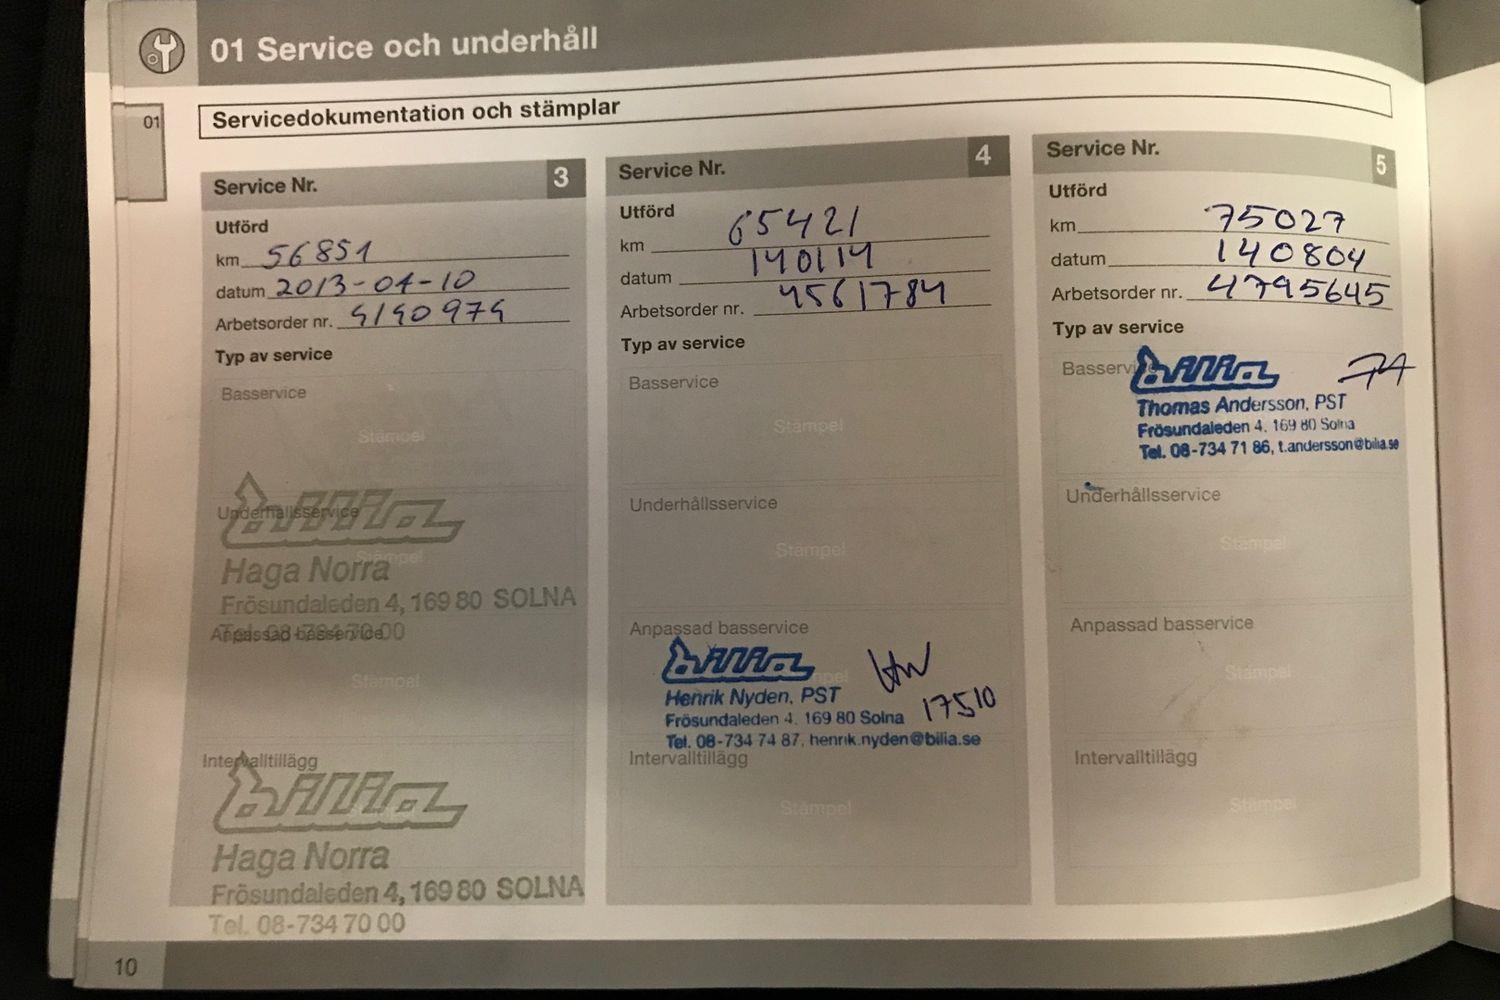 01 Service och underhåll
01
Servicedokumentation och stämplar
Service Nr. 3
Utförd
km 56851
datum 2013-04-10
Arbetsorder nr. 4140974
Typ av service
Basservice
Stämpel
Underhållsservice
Stämpel
bilia
Haga Norra
Frösundaleden 4, 169 80 SOLNA
Tel. 08-734 70 00
Anpassad basservice
Stämpel
Intervalltillägg
bilia
Haga Norra
Frösundaleden 4, 169 80 SOLNA
Tel. 08-734 70 00
Service Nr. 4
Utförd
km 65421
datum 140114
Arbetsorder nr. 4561784
Typ av service
Basservice
Stämpel
Underhållsservice
Stämpel
Anpassad basservice
bilia
Henrik Nyden, PST
17510
Frösundaleden 4. 169 80 Solna
Tel. 08-734 74 87, henrik.nyden@bilia.se
Intervalltillägg
Stämpel
Service Nr. 5
Utförd
km 75027
datum 140804
Arbetsorder nr. 4795645
Typ av service
Basservice
bilia
Thomas Andersson, PST
Frösundaleden 4. 169 80 Solna
Tel. 08-734 71 86, t.andersson@bilia.se
Underhållsservice
Stämpel
Anpassad basservice
Stämpel
Intervalltillägg
Stämpel
10